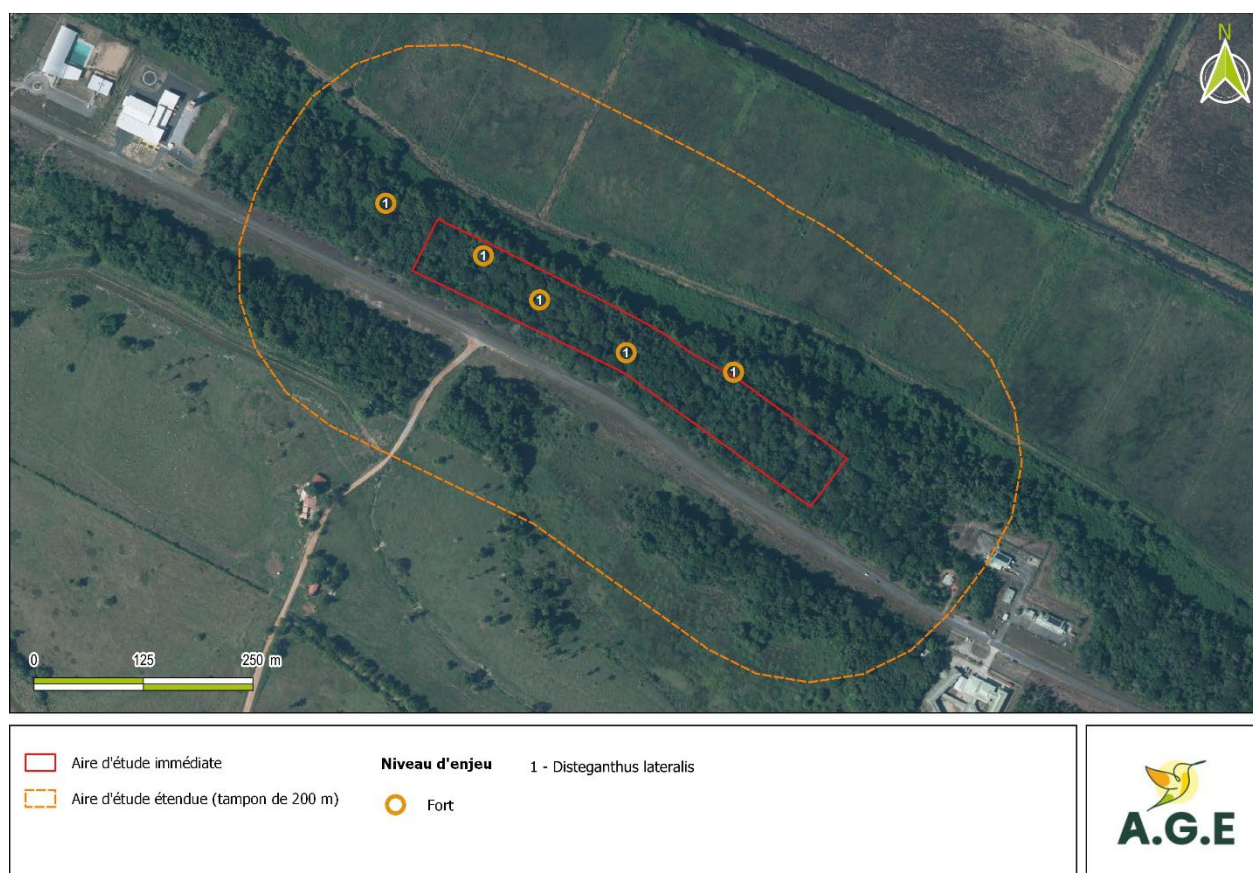 N
1
1
1
1
1
0 125 250 m
Aire d'étude immédiate
Aire d'étude étendue (tampon de 200 m)
Niveau d'enjeu
Fort
1 - Disteganthus lateralis
A.G.E